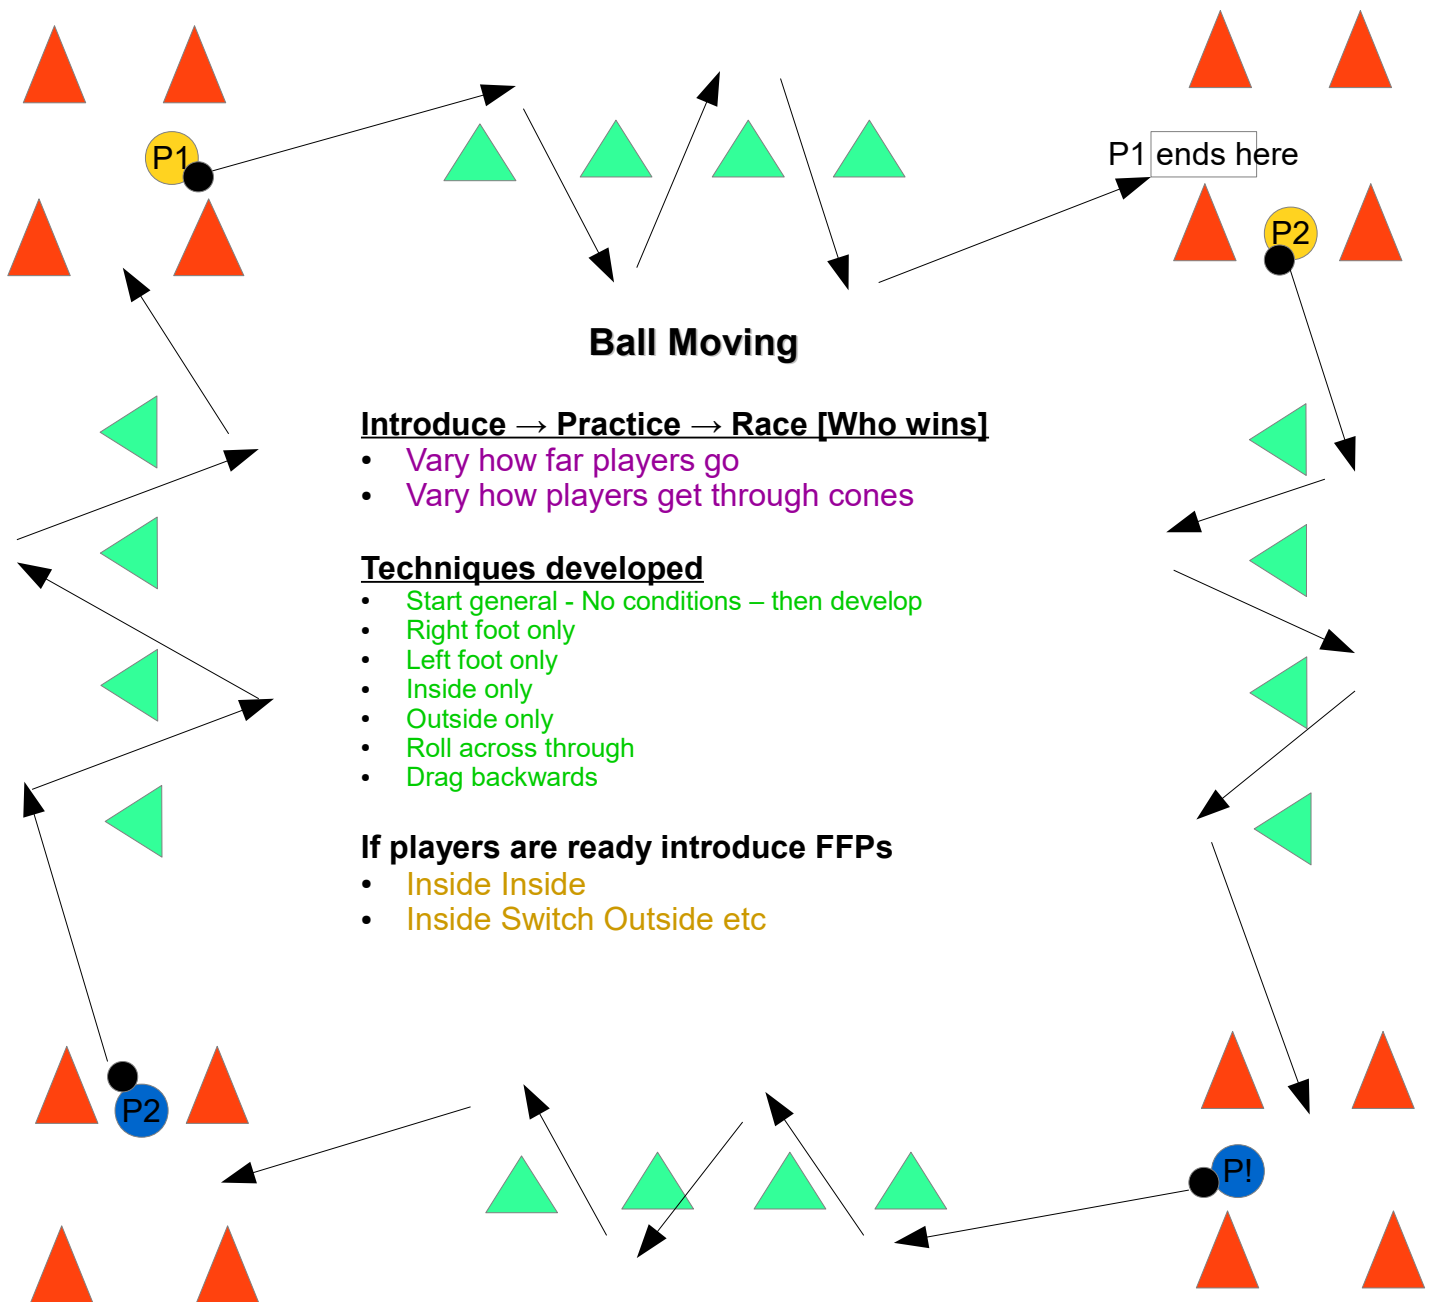 P1
P1 ends here
P2
Ball Moving
Introduce → Practice → Race [Who wins]
• Vary how far players go
• Vary how players get through cones
Techniques developed
• Start general - No conditions – then develop
• Right foot only
• Left foot only
• Inside only
• Outside only
• Roll across through
• Drag backwards
If players are ready introduce FFPs
• Inside Inside
• Inside Switch Outside etc
P2
P!